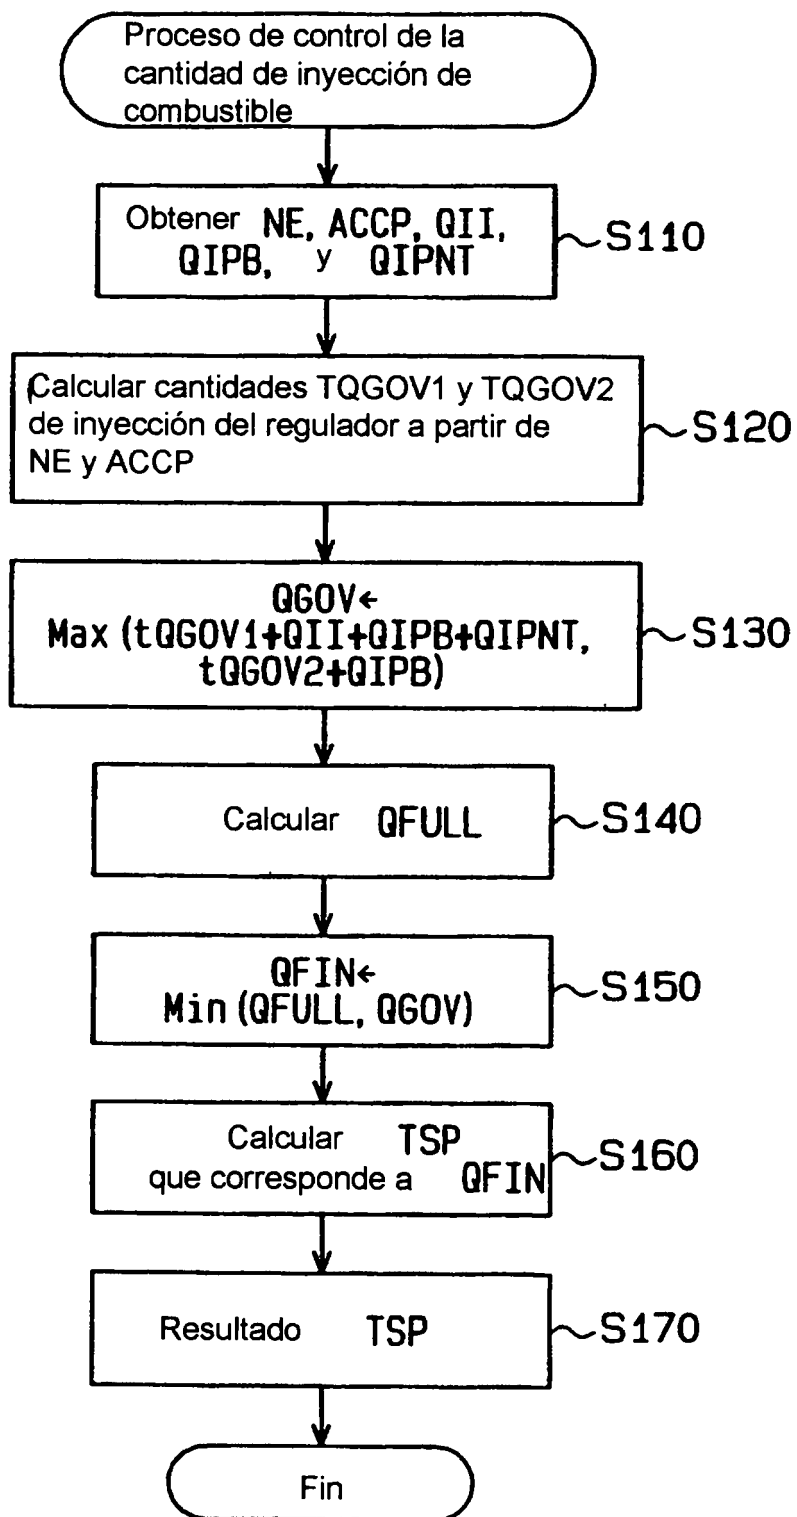 Proceso de control de la
cantidad de inyección de
combustible
Obtener NE, ACCP, QII,
QIPB, y QIPNT
S110
Calcular cantidades TQGOV1 y TQGOV2
de inyección del regulador a partir de
NE y ACCP
S120
QGOV←
Max (tQGOV1+QII+QIPB+QIPNT,
tQGOV2+QIPB)
S130
Calcular QFULL
S140
QFIN←
Min (QFULL, QGOV)
S150
Calcular TSP
que corresponde a QFIN
S160
Resultado TSP
S170
Fin